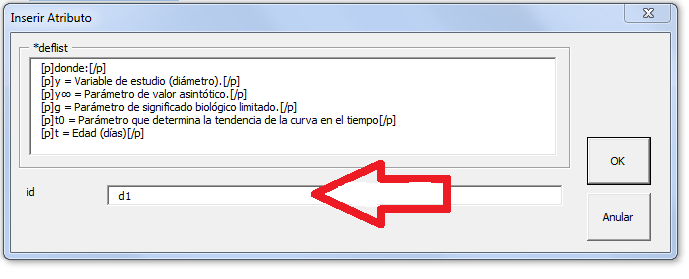 Inserir Atributo
*deflist
[p]donde:[/p]
[p]y = Variable de estudio (diámetro).[/p]
[p]y∞ = Parámetro de valor asintótico.[/p]
[p]g = Parámetro de significado biológico limitado.[/p]
[p]t0 = Parámetro que determina la tendencia de la curva en el tiempo[/p]
[p]t = Edad (días)[/p]
OK
id
d1
Anular